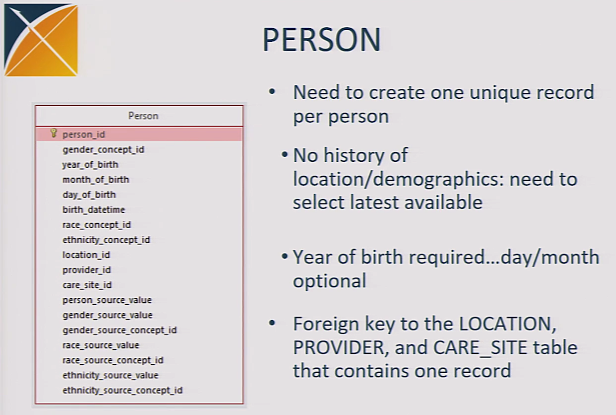 PERSON
Person
person_id
gender_concept_id
year_of_birth
month_of_birth
day_of_birth
birth_datetime
race_concept_id
ethnicity_concept_id
location_id
provider_id
care_site_id
person_source_value
gender_source_value
gender_source_concept_id
race_source_value
race_source_concept_id
ethnicity_source_value
ethnicity_source_concept_id
• Need to create one unique record
per person
• No history of
location/demographics: need to
select latest available
• Year of birth required...day/month
optional
• Foreign key to the LOCATION,
PROVIDER, and CARE_SITE table
that contains one record